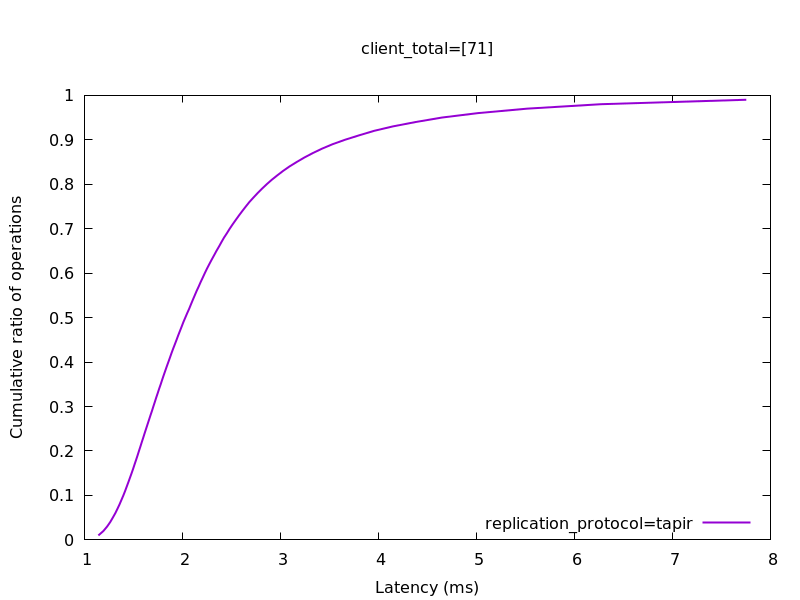 client_total=[71]
1
0.9
0.8
0.7
0.6
0.5
0.4
0.3
0.2
0.1
0
Cumulative ratio of operations
replication_protocol=tapir
1 2 3 4 5 6 7 8
Latency (ms)